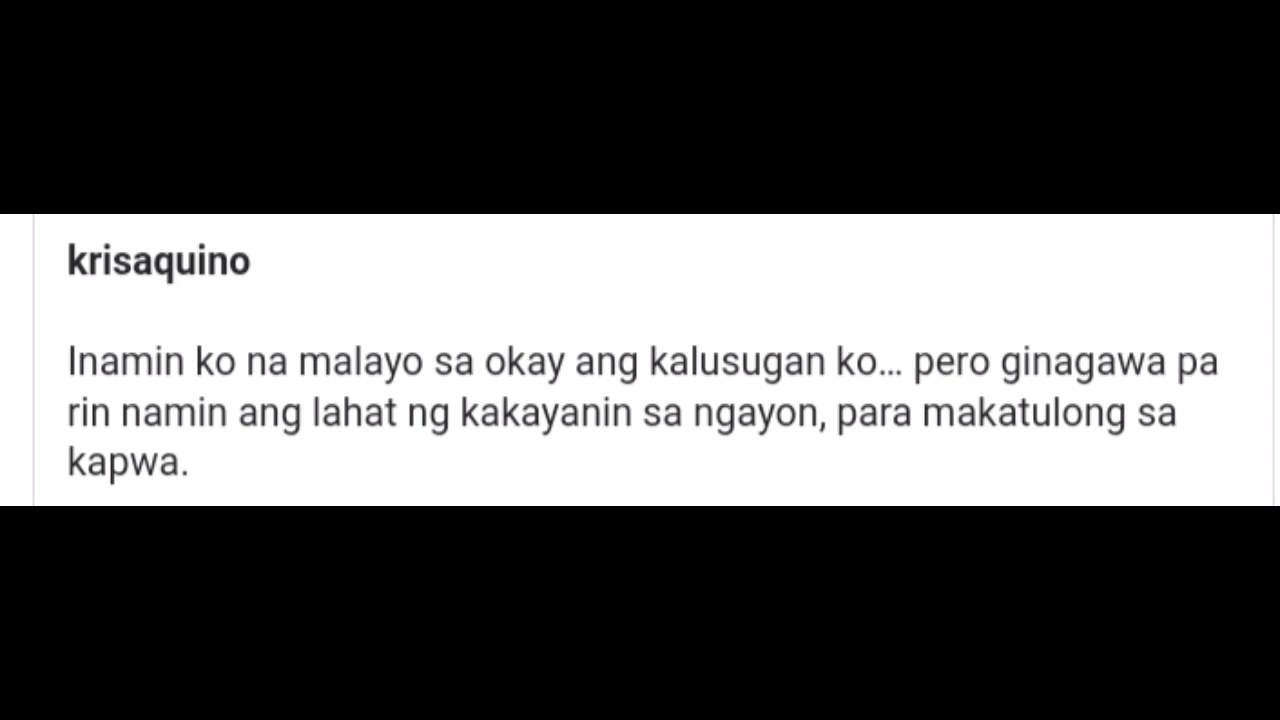 krisaquino
Inamin ko na malayo sa okay ang kalusugan ko... pero ginagawa pa
rin namin ang lahat ng kakayanin sa ngayon, para makatulong sa
kapwa.